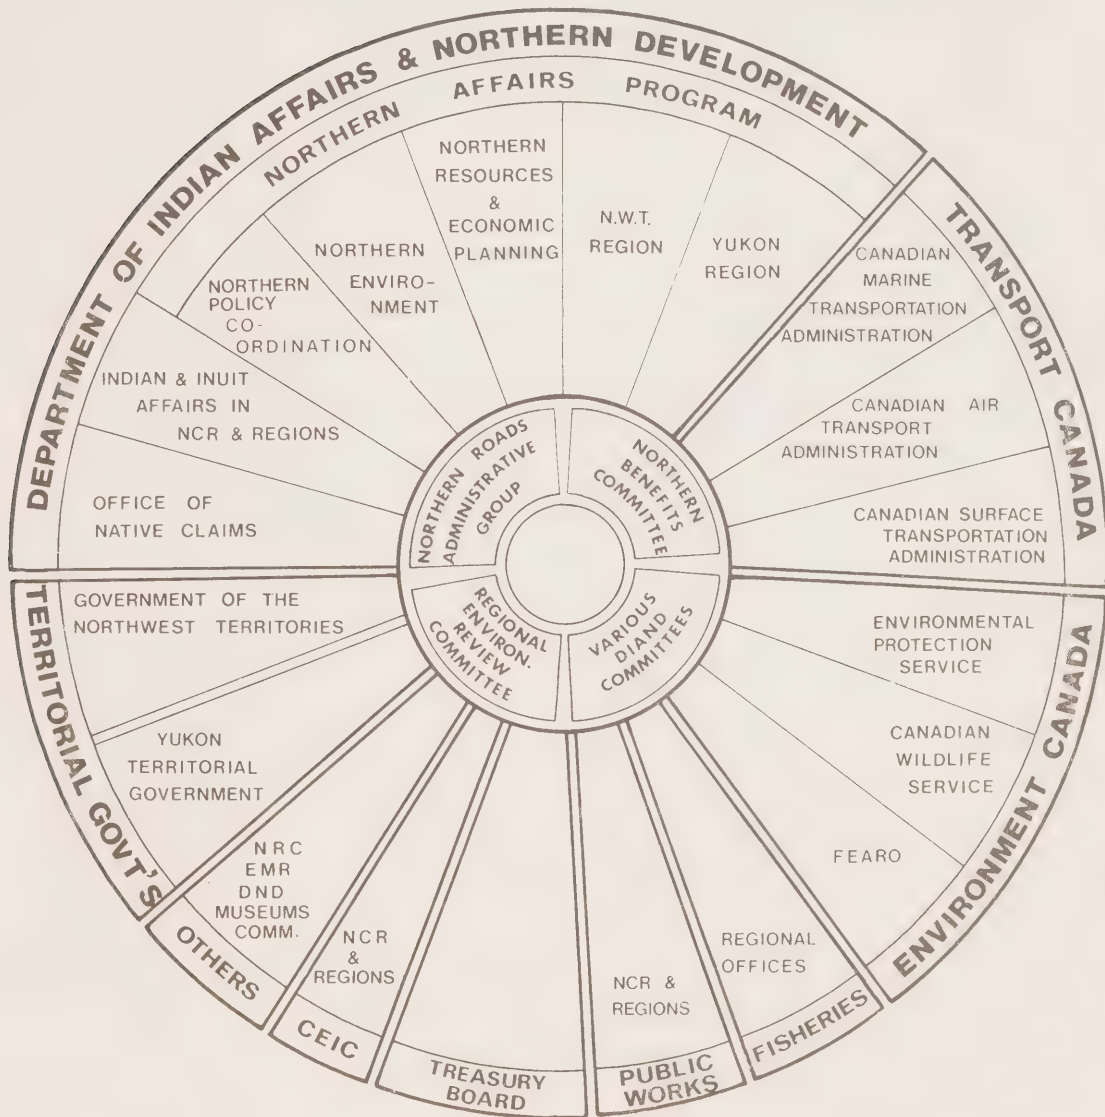 DEPARTMENT OF INDIAN AFFAIRS & NORTHERN DEVELOPMENT
NORTHERN AFFAIRS PROGRAM
OFFICE OF
NATIVE CLAIMS
INDIAN & INUIT
AFFAIRS IN
NCR & REGIONS
NORTHERN
POLICY
CO-
ORDINATION
NORTHERN
ENVIRO-
NMENT
NORTHERN
RESOURCES
&
ECONOMIC
PLANNING
N.W.T.
REGION
YUKON
REGION
TRANSPORT CANADA
CANADIAN
MARINE
TRANSPORTATION
ADMINISTRATION
CANADIAN AIR
TRANSPORT
ADMINISTRATION
CANADIAN SURFACE
TRANSPORTATION
ADMINISTRATION
ENVIRONMENT CANADA
ENVIRONMENTAL
PROTECTION
SERVICE
CANADIAN
WILDLIFE
SERVICE
FEARO
FISHERIES
REGIONAL
OFFICES
PUBLIC
WORKS
NCR &
REGIONS
TREASURY
BOARD
CEIC
NCR
&
REGIONS
OTHERS
NRC
EMR
DND
MUSEUMS
COMM.
TERRITORIAL GOVT'S
YUKON
TERRITORIAL
GOVERNMENT
GOVERNMENT OF THE
NORTHWEST TERRITORIES
NORTHERN ROADS
ADMINISTRATIVE
GROUP
NORTHERN
BENEFITS
COMMITTEE
VARIOUS
DIAND
COMMITTEES
REGIONAL
ENVIRON.
REVIEW
COMMITTEE